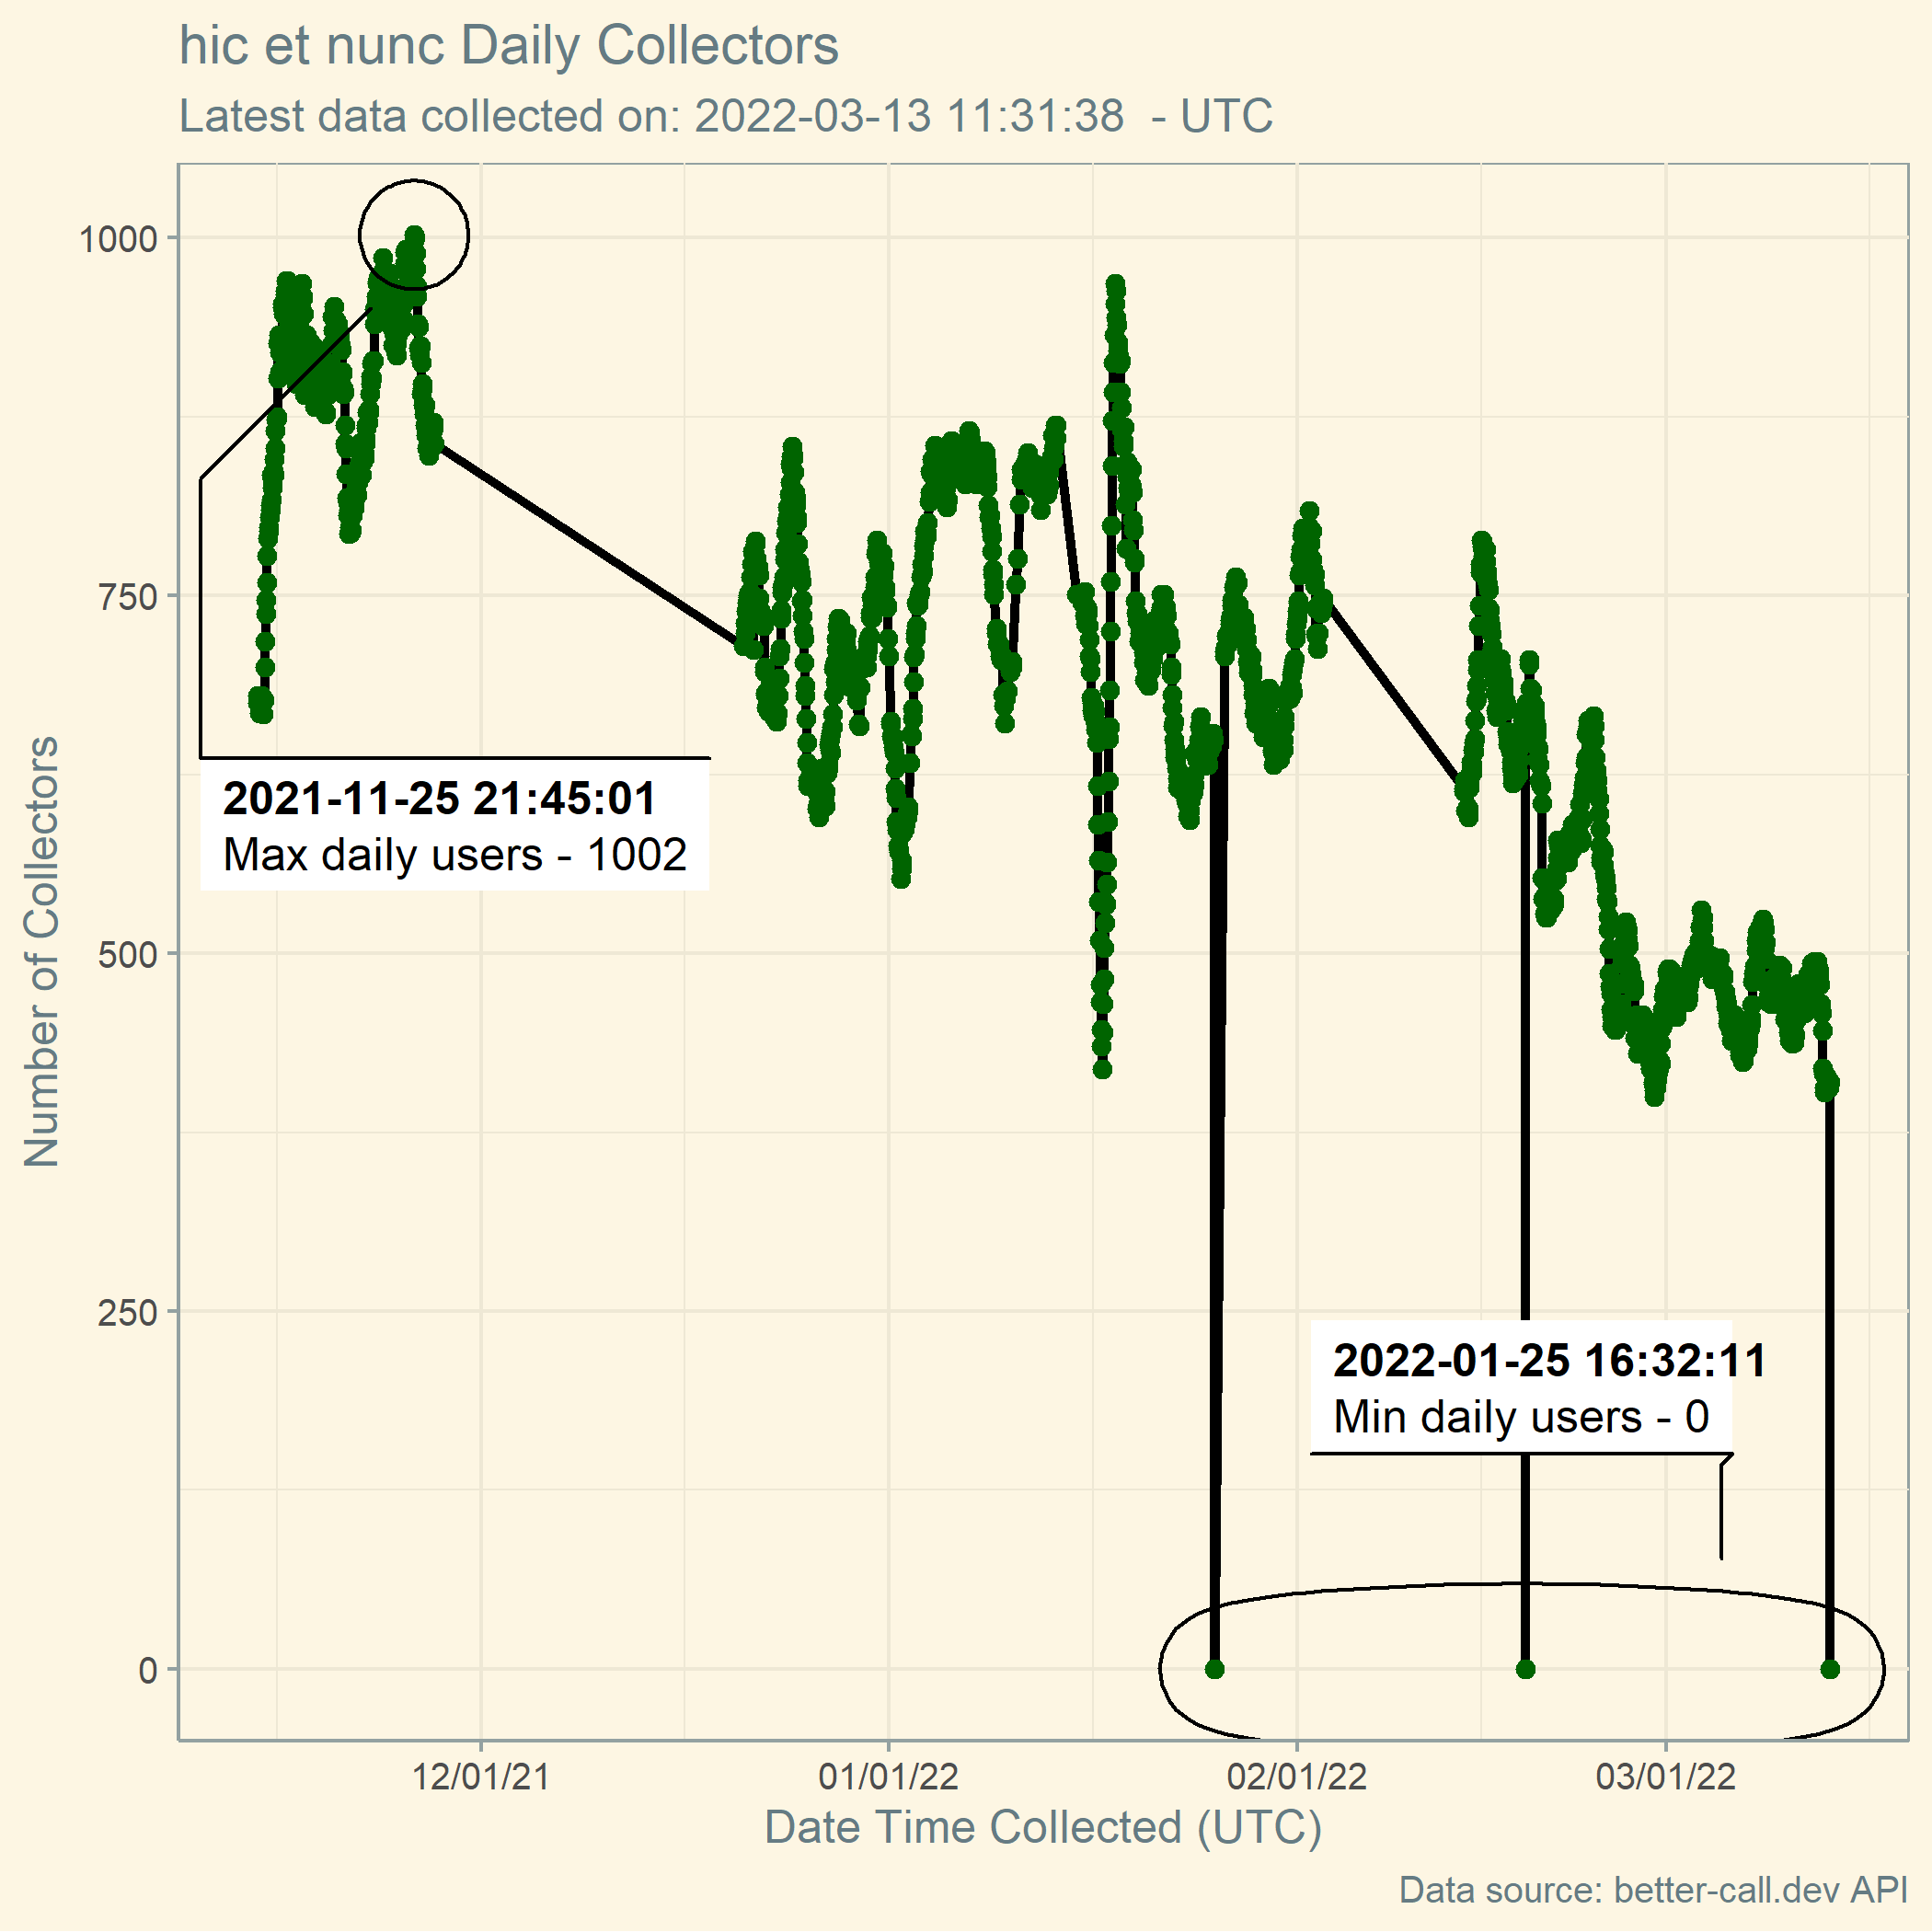 hic et nunc Daily Collectors
Latest data collected on: 2022-03-13 11:31:38  - UTC
Number of Collectors
1000
750
500
250
0
2021-11-25 21:45:01
Max daily users - 1002
2022-01-25 16:32:11
Min daily users - 0
12/01/21
01/01/22
02/01/22
03/01/22
Date Time Collected (UTC)
Data source: better-call.dev API